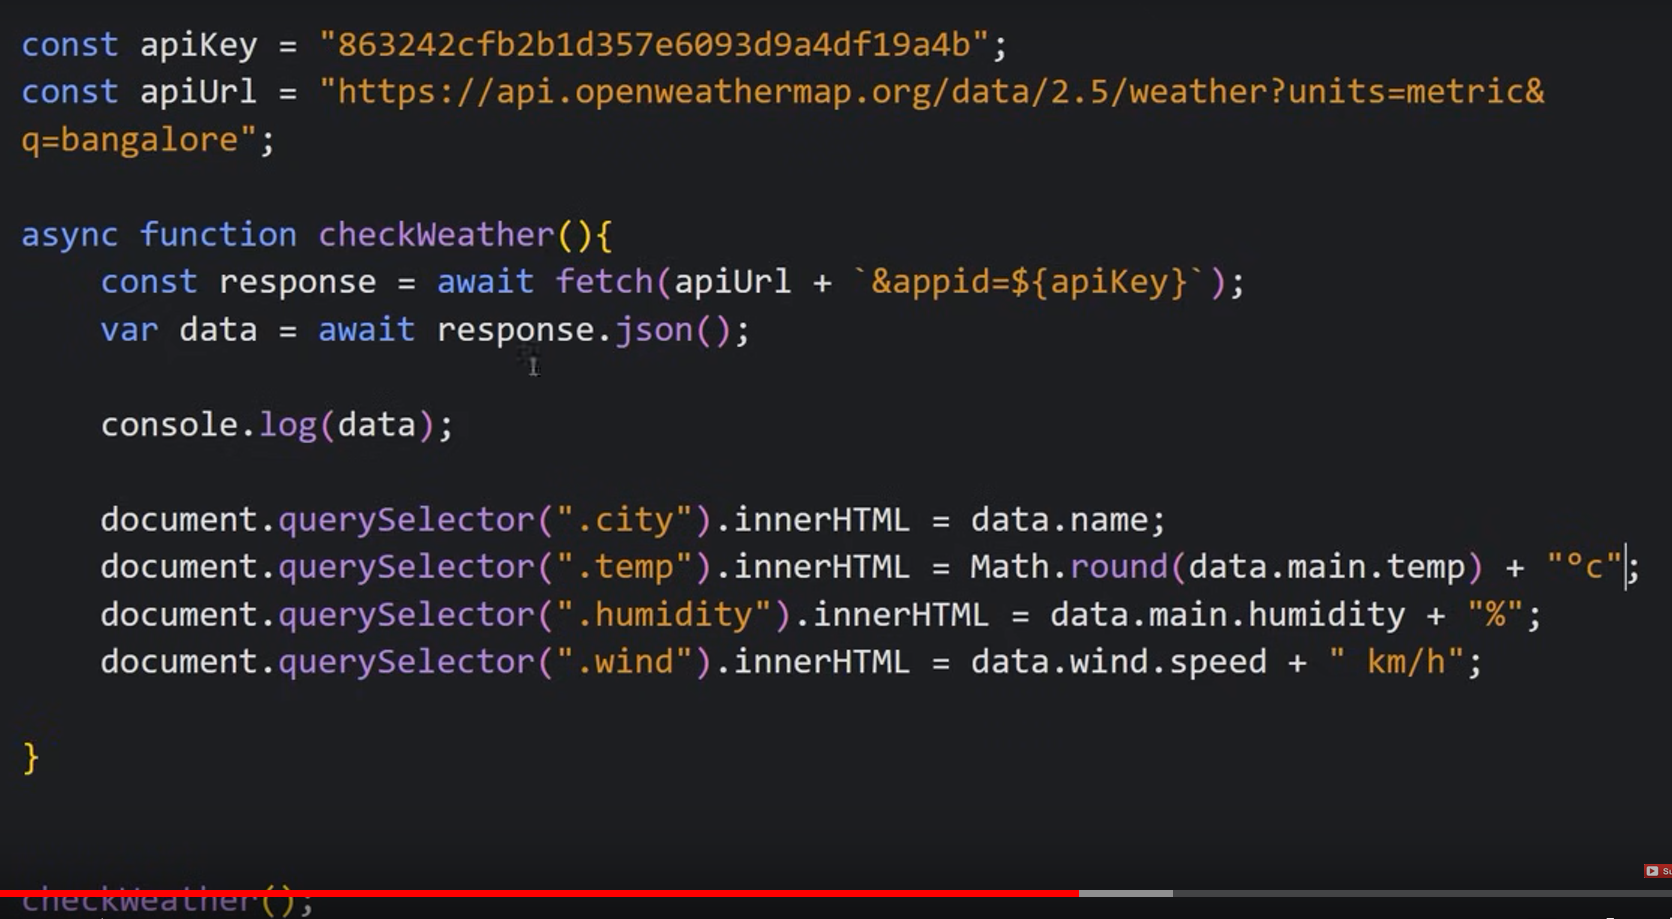 const apiKey = "863242cfb2b1d357e6093d9a4df19a4b";
const apiUrl = "https://api.openweathermap.org/data/2.5/weather?units=metric&
q=bangalore";
async function checkWeather(){
    const response = await fetch(apiUrl + `&appid=${apiKey}`);
    var data = await response.json();
    console.log(data);
    document.querySelector(".city").innerHTML = data.name;
    document.querySelector(".temp").innerHTML = Math.round(data.main.temp) + "°c";
    document.querySelector(".humidity").innerHTML = data.main.humidity + "%";
    document.querySelector(".wind").innerHTML = data.wind.speed + " km/h";
}
checkWeather();